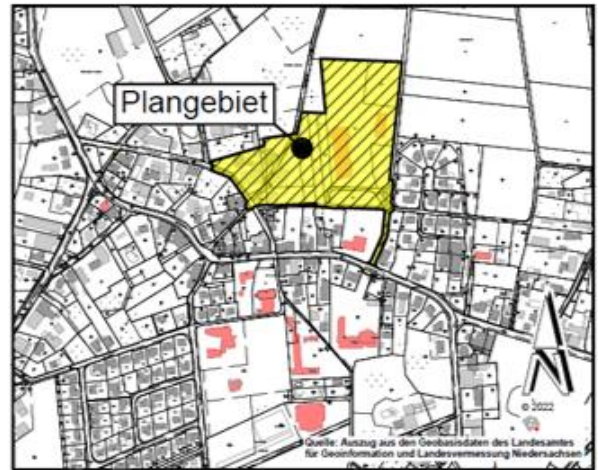 Plangebiet
N
© 2022
Quelle: Auszug aus den Geobasisdaten des Landesamtes
für Geoinformation und Landesvermessung Niedersachsen